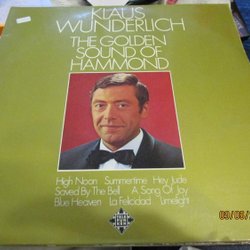 KLAUS
WUNDERLICH
THE GOLDEN
SOUND OF
HAMMOND
High Noon Summertime Hey Jude
Saved By The Bell A Song Of Joy
Blue Heaven La Felicidad Limelight